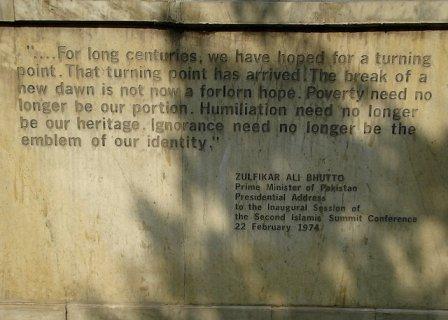 "....For long centuries, we have hoped for a turning
point. That turning point has arrived! The break of a
new dawn is not now a forlorn hope. Poverty need no
longer be our portion. Humiliation need no longer
be our heritage. Ignorance need no longer be the
emblem of our identity."
ZULFIKAR ALI BHUTTO
Prime Minister of Pakistan
Presidential Address
to the Inaugural Session of
the Second Islamic Summit Conference
22 February 1974